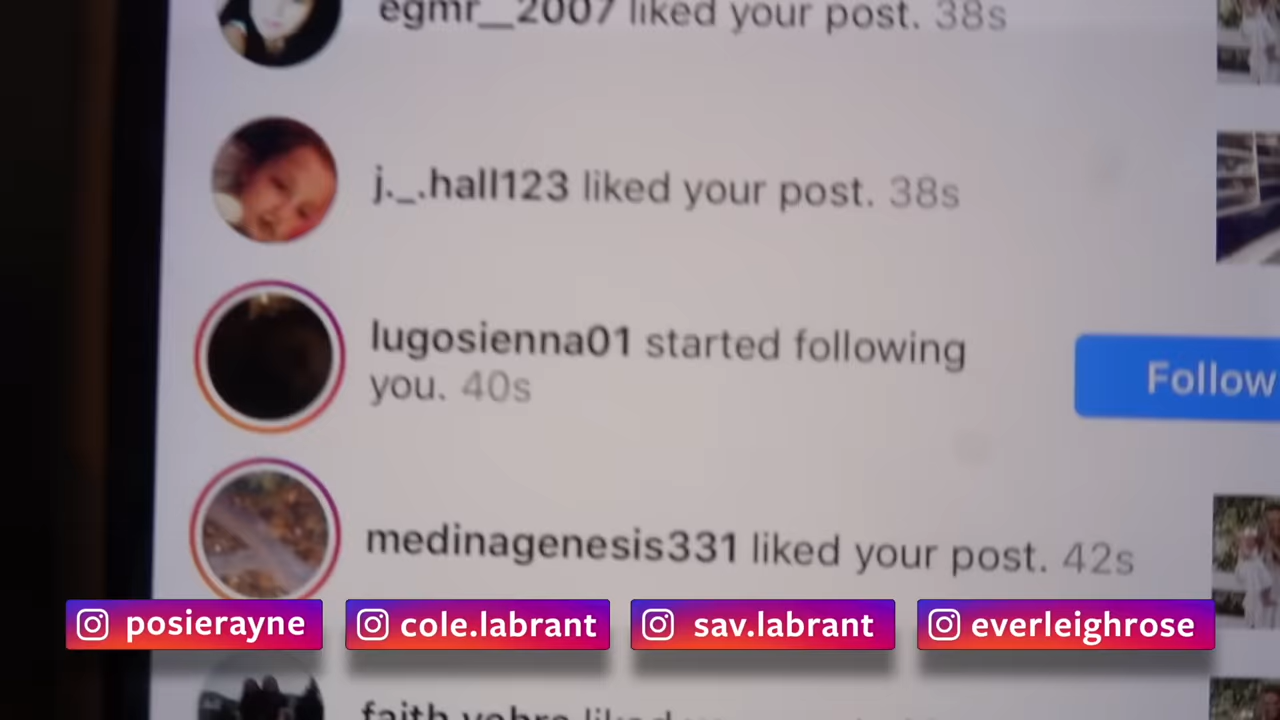 egmr__2007 liked your post. 38s
j._.hall123 liked your post. 38s
lugosienna01 started following
you. 40s
Follow
medinagenesis331 liked your post. 42s
posierayne
cole.labrant
sav.labrant
everleighrose
faith